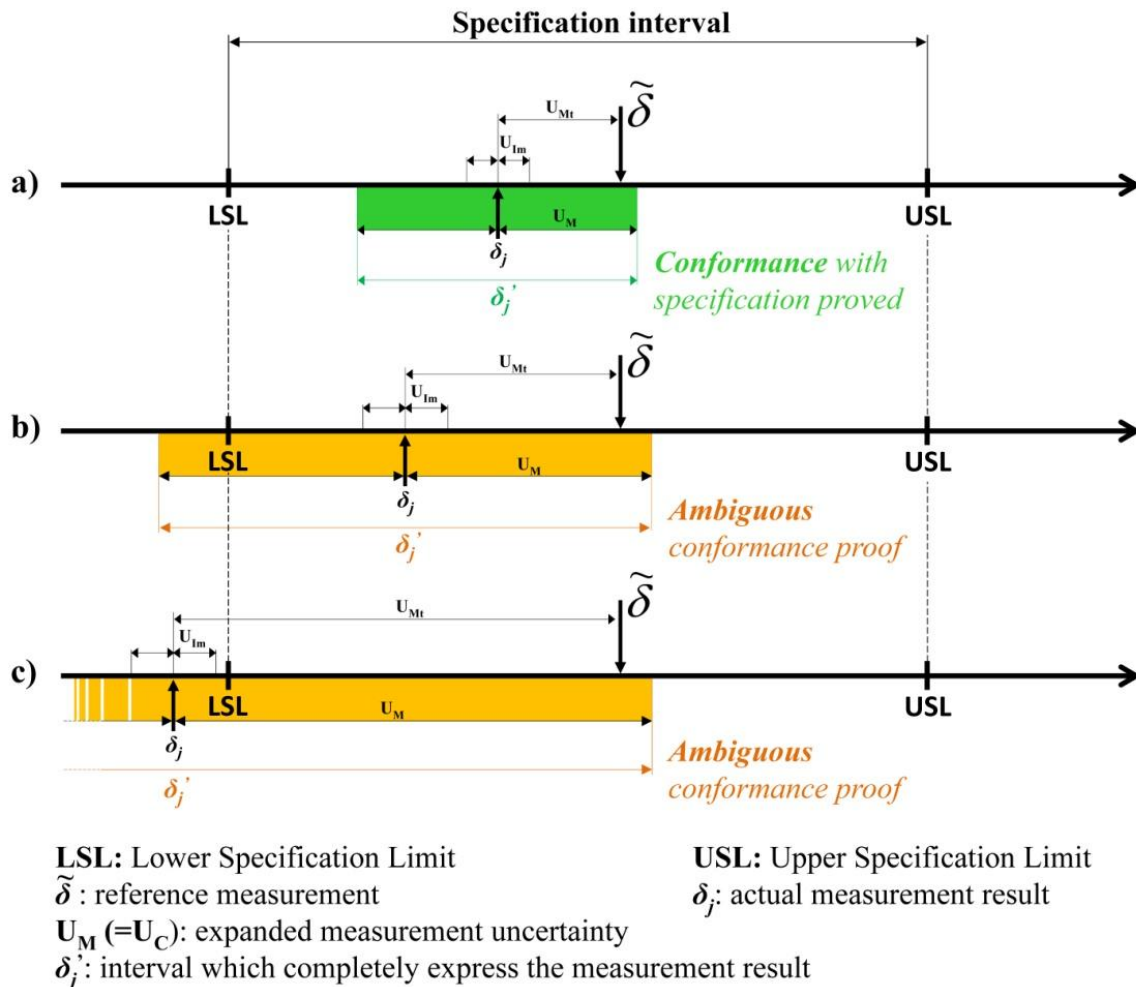 Specification interval
U_Mt δ̃
U_Im
a)
LSL U_M USL
δ_j
Conformance with
δ_j' specification proved
U_Mt δ̃
U_Im
b)
LSL U_M USL
δ_j
Ambiguous
δ_j' conformance proof
U_Mt δ̃
U_Im
c)
LSL U_M USL
δ_j
Ambiguous
δ_j' conformance proof
LSL: Lower Specification Limit USL: Upper Specification Limit
δ̃ : reference measurement δ_j: actual measurement result
U_M (=U_C): expanded measurement uncertainty
δ_j': interval which completely express the measurement result